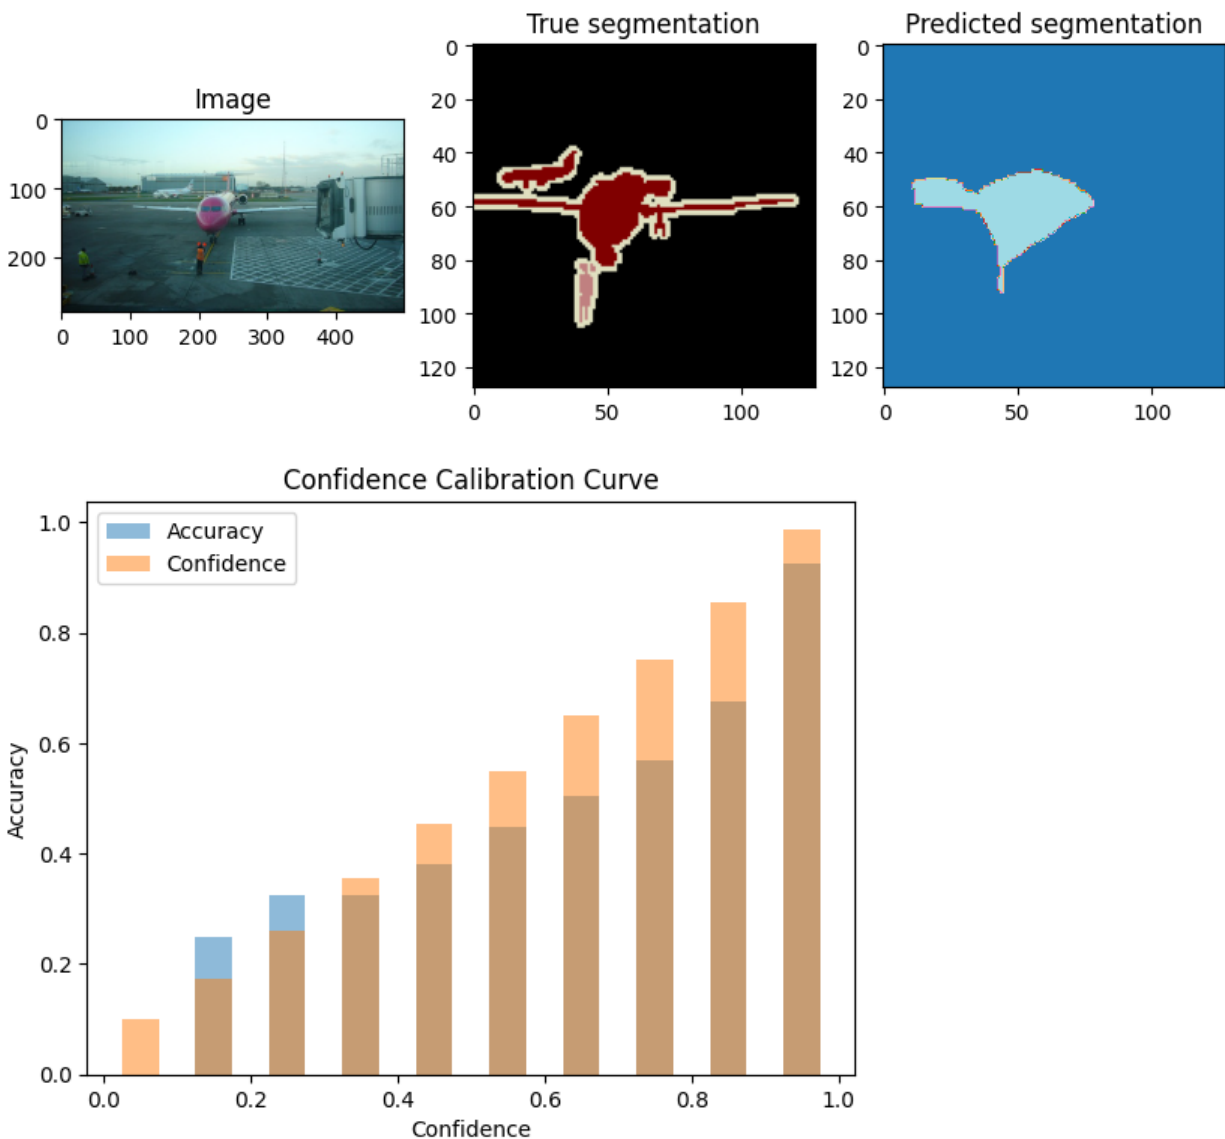 Image
0
100
200
0 100 200 300 400
True segmentation
0
20
40
60
80
100
120
0 50 100
Predicted segmentation
0
20
40
60
80
100
120
0 50 100
Confidence Calibration Curve
Accuracy
Confidence
Accuracy
1.0
0.8
0.6
0.4
0.2
0.0
0.0 0.2 0.4 0.6 0.8 1.0
Confidence